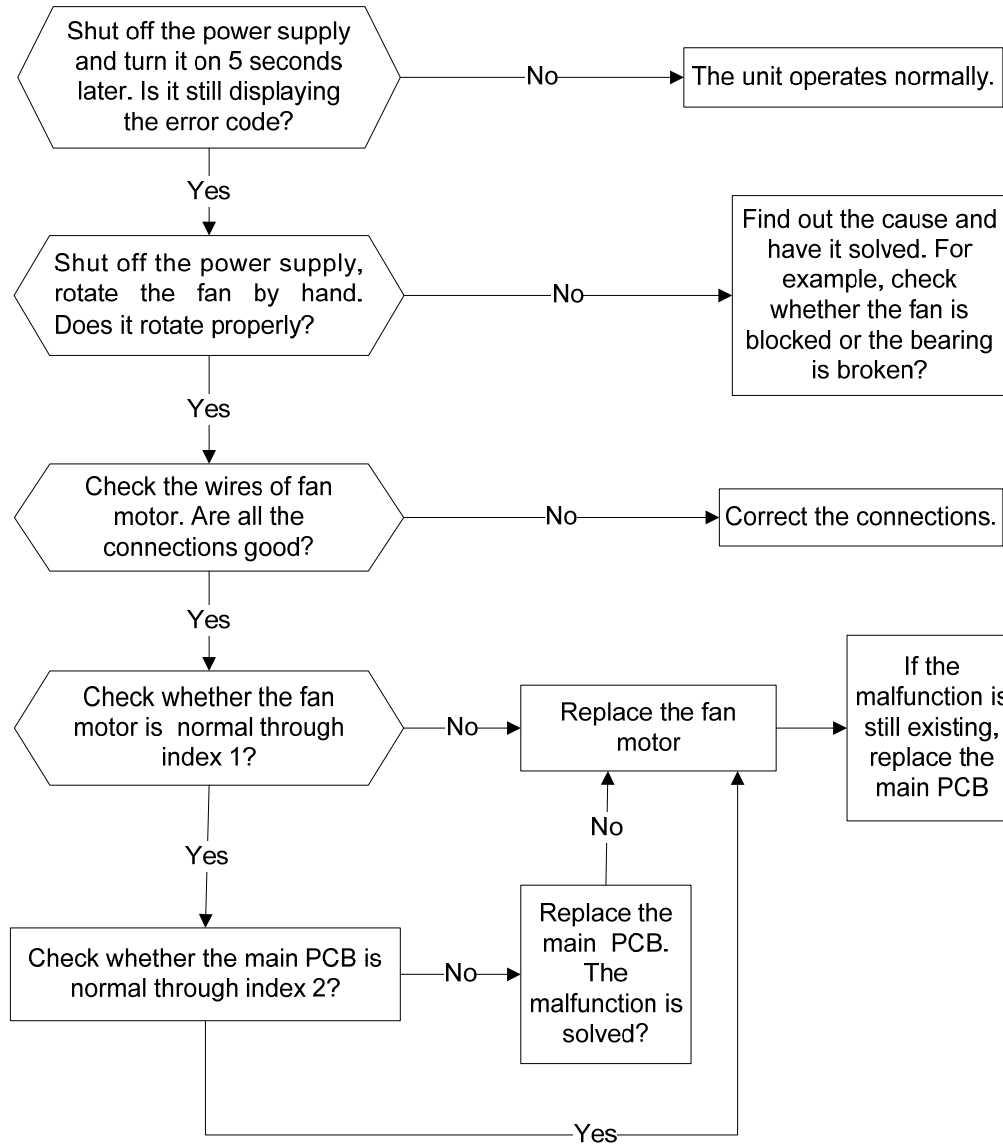 Shut off the power supply
and turn it on 5 seconds
later. Is it still displaying
the error code?
No
The unit operates normally.
Yes
Shut off the power supply,
rotate the fan by hand.
Does it rotate properly?
No
Find out the cause and
have it solved. For
example, check
whether the fan is
blocked or the bearing
is broken?
Yes
Check the wires of fan
motor. Are all the
connections good?
No
Correct the connections.
Yes
Check whether the fan
motor is normal through
index 1?
No
Replace the fan
motor
If the
malfunction is
still existing,
replace the
main PCB
Yes
No
Check whether the main PCB is
normal through index 2?
No
Replace the
main PCB.
The
malfunction is
solved?
Yes